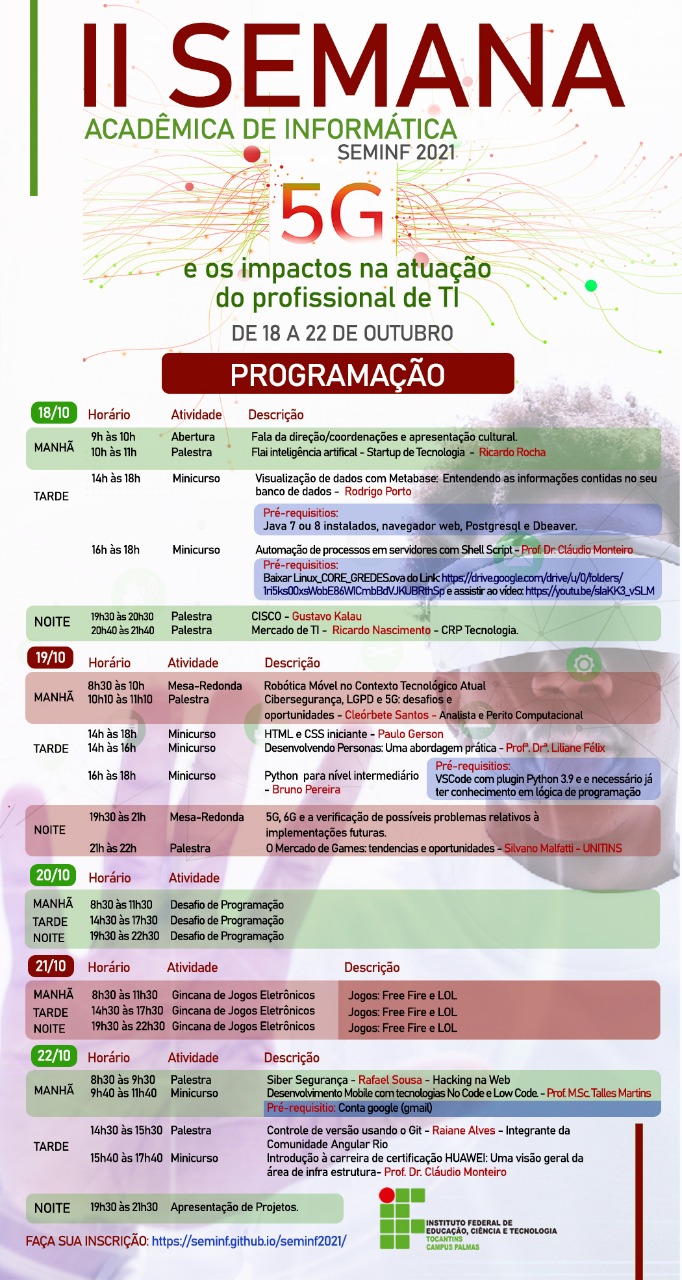 II SEMANA
ACADÊMICA DE INFORMÁTICA
SEMINF 2021
5G
e os impactos na atuação
do profissional de TI
DE 18 A 22 DE OUTUBRO
PROGRAMAÇÃO
18/10 Horário Atividade Descrição
MANHÃ
9h às 10h Abertura Fala da direção/coordenações e apresentação cultural.
10h às 11h Palestra Flai inteligência artifical - Startup de Tecnologia - Ricardo Rocha
TARDE
14h às 18h Minicurso Visualização de dados com Metabase: Entendendo as informações contidas no seu
banco de dados - Rodrigo Porto
Pré-requisitios:
Java 7 ou 8 instalados, navegador web, Postgresql e Dbeaver.
16h às 18h Minicurso Automação de processos em servidores com Shell Script - Prof. Dr. Cláudio Monteiro
Pré-requisitios:
Baixar Linux_CORE_GREDES.ova do Link: https://drive.google.com/drive/u/0/folders/
e assistir ao vídeo: https://youtu.be/slaKK3_vSLM
NOITE
19h30 às 20h30 Palestra CISCO - Gustavo Kalau
20h40 às 21h40 Palestra Mercado de TI - Ricardo Nascimento - CRP Tecnologia.
19/10 Horário Atividade Descrição
MANHÃ
8h30 às 10h Mesa-Redonda Robótica Móvel no Contexto Tecnológico Atual
10h10 às 11h10 Palestra Cibersegurança, LGPD e 5G: desafios e
oportunidades - Cleórbete Santos - Analista e Perito Computacional
TARDE
14h às 18h Minicurso HTML e CSS iniciante - Paulo Gerson
14h às 16h Minicurso Desenvolvendo Personas: Uma abordagem prática - Profª. Drª. Liliane Félix
16h às 18h Minicurso Python para nível intermediário
- Bruno Pereira
Pré-requisitios:
VSCode com plugin Python 3.9 e e necessário já
ter conhecimento em lógica de programação
NOITE
19h30 às 21h Mesa-Redonda 5G, 6G e a verificação de possíveis problemas relativos à
implementações futuras.
21h às 22h Palestra O Mercado de Games: tendencias e oportunidades - Silvano Malfatti - UNITINS
20/10 Horário Atividade
MANHÃ 8h30 às 11h30 Desafio de Programação
TARDE 14h30 às 17h30 Desafio de Programação
NOITE 19h30 às 22h30 Desafio de Programação
21/10 Horário Atividade Descrição
MANHÃ 8h30 às 11h30 Gincana de Jogos Eletrônicos Jogos: Free Fire e LOL
TARDE 14h30 às 17h30 Gincana de Jogos Eletrônicos Jogos: Free Fire e LOL
NOITE 19h30 às 22h30 Gincana de Jogos Eletrônicos Jogos: Free Fire e LOL
22/10 Horário Atividade Descrição
MANHÃ
8h30 às 9h30 Palestra Siber Segurança - Rafael Sousa - Hacking na Web
9h40 às 11h40 Minicurso Desenvolvimento Mobile com tecnologias No Code e Low Code. - Prof. M.Sc. Talles Martins
Pré-requisitio: Conta google (gmail)
TARDE
14h30 às 15h30 Palestra Controle de versão usando o Git - Raiane Alves - Integrante da
Comunidade Angular Rio
15h40 às 17h40 Minicurso Introdução à carreira de certificação HUAWEI: Uma visão geral da
área de infra estrutura- Prof. Dr. Cláudio Monteiro
NOITE 19h30 às 21h30 Apresentação de Projetos.
FAÇA SUA INSCRIÇÃO: https://seminf.github.io/seminf2021/
INSTITUTO FEDERAL DE
EDUCAÇÃO, CIÊNCIA E TECNOLOGIA
TOCANTINS
CAMPUS PALMAS